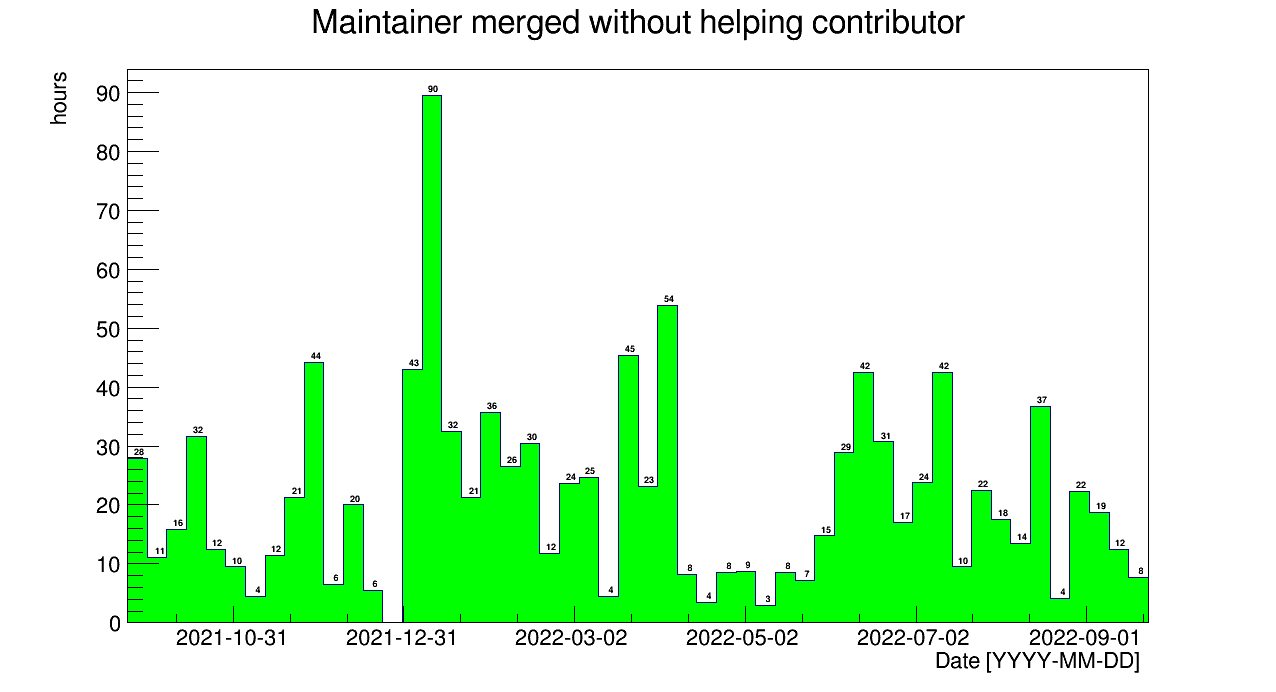 Maintainer merged without helping contributor
hours
90
80
70
60
50
40
30
20
10
0
28 11 16 32 12 10 4 12 21 44 6 20 6 43 90 32 21 36 26 30 12 24 25 4 45 23 54 8 4 8 9 3 8 7 15 29 42 31 17 24 42 10 22 18 14 37 4 22 19 12 8
2021-10-31 2021-12-31 2022-03-02 2022-05-02 2022-07-02 2022-09-01
Date [YYYY-MM-DD]